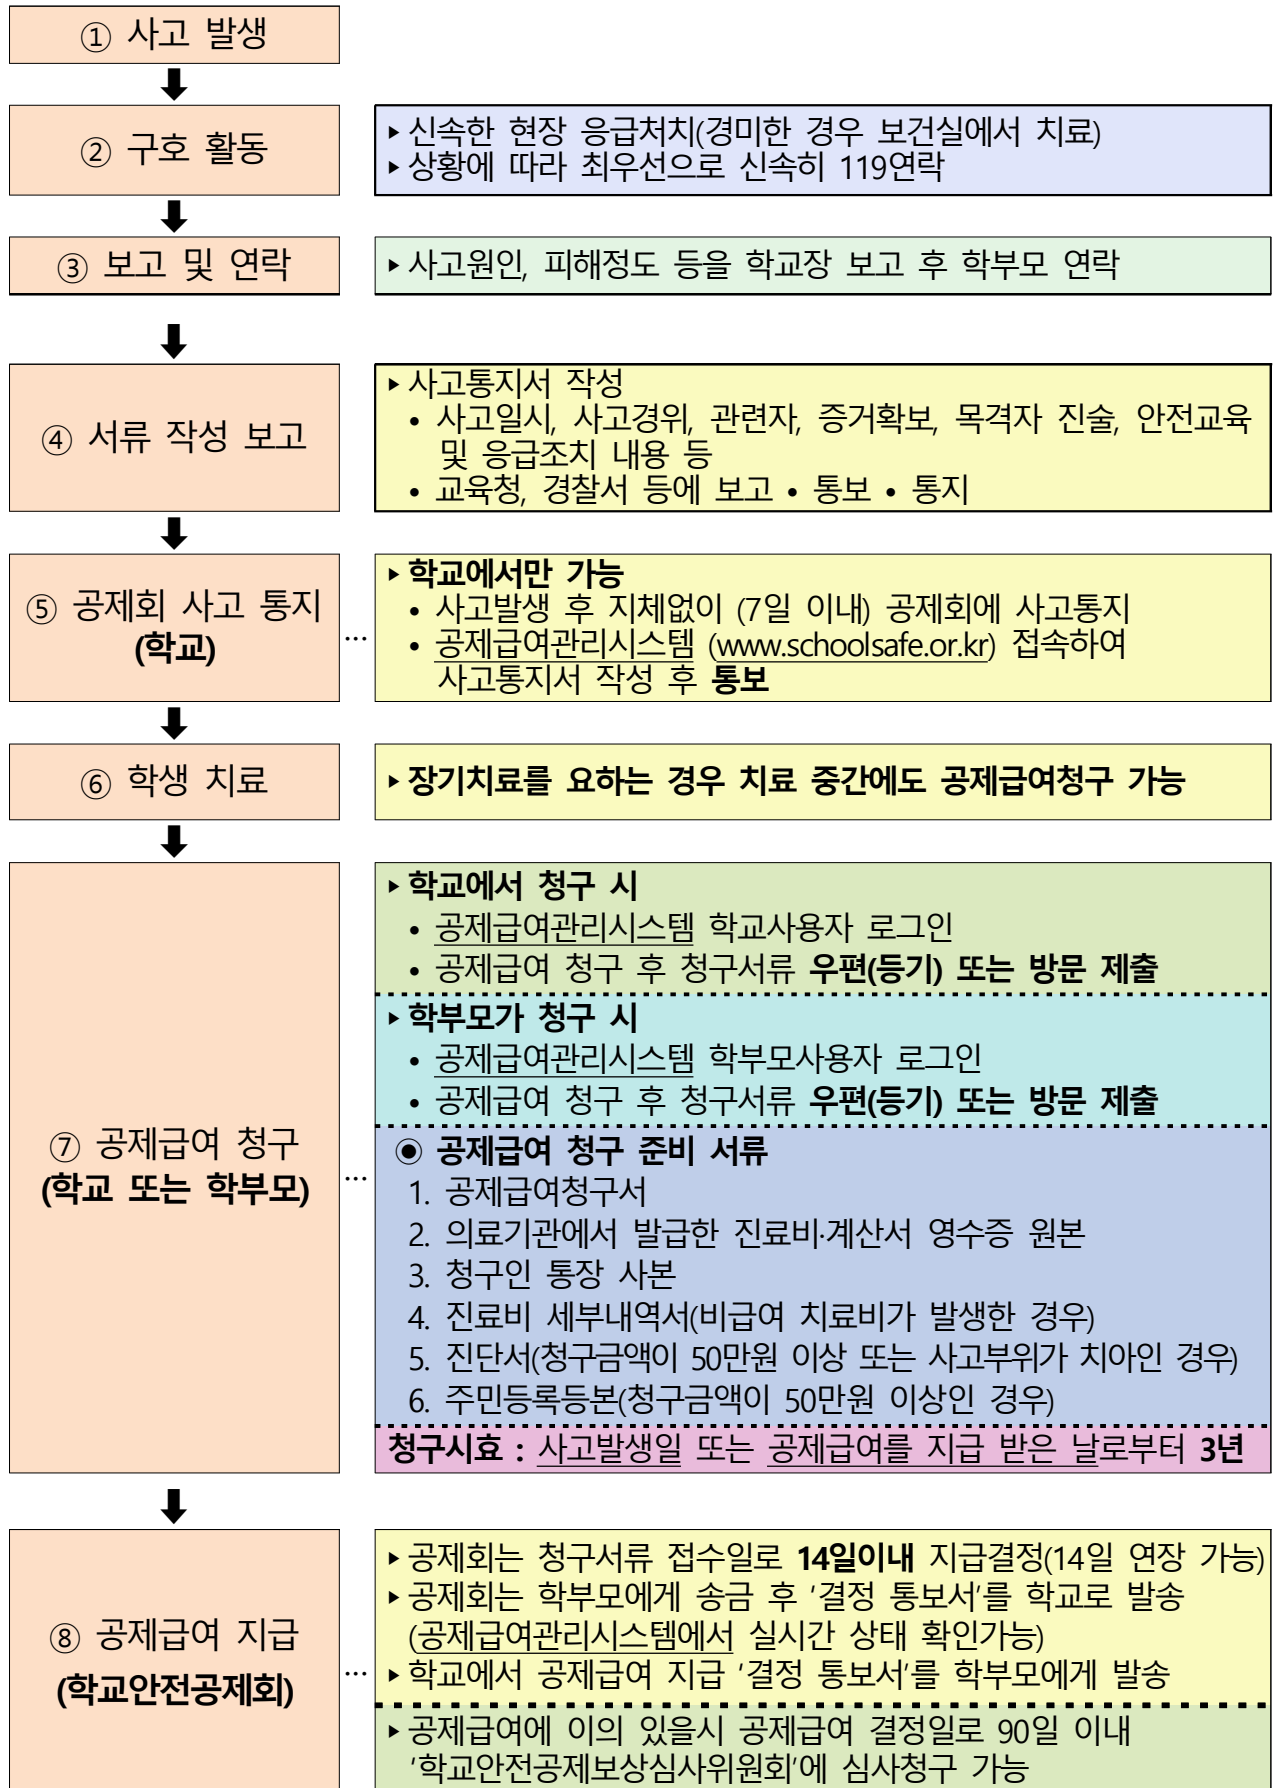 ① 사고 발생
② 구호 활동
▸신속한 현장 응급처치(경미한 경우 보건실에서 치료)
▸상황에 따라 최우선으로 신속히 119연락
③ 보고 및 연락
▸사고원인, 피해정도 등을 학교장 보고 후 학부모 연락
④ 서류 작성 보고
▸사고통지서 작성
• 사고일시, 사고경위, 관련자, 증거확보, 목격자 진술, 안전교육
및 응급조치 내용 등
• 교육청, 경찰서 등에 보고 • 통보 • 통지
⑤ 공제회 사고 통지
(학교)
…
▸학교에서만 가능
• 사고발생 후 지체없이 (7일 이내) 공제회에 사고통지
• 공제급여관리시스템 (www.schoolsafe.or.kr) 접속하여
사고통지서 작성 후 통보
⑥ 학생 치료
▸장기치료를 요하는 경우 치료 중간에도 공제급여청구 가능
⑦ 공제급여 청구
(학교 또는 학부모)
…
▸학교에서 청구 시
• 공제급여관리시스템 학교사용자 로그인
• 공제급여 청구 후 청구서류 우편(등기) 또는 방문 제출
▸학부모가 청구 시
• 공제급여관리시스템 학부모사용자 로그인
• 공제급여 청구 후 청구서류 우편(등기) 또는 방문 제출
◉ 공제급여 청구 준비 서류
1. 공제급여청구서
2. 의료기관에서 발급한 진료비·계산서 영수증 원본
3. 청구인 통장 사본
4. 진료비 세부내역서(비급여 치료비가 발생한 경우)
5. 진단서(청구금액이 50만원 이상 또는 사고부위가 치아인 경우)
6. 주민등록등본(청구금액이 50만원 이상인 경우)
청구시효 : 사고발생일 또는 공제급여를 지급 받은 날로부터 3년
⑧ 공제급여 지급
(학교안전공제회)
…
▸공제회는 청구서류 접수일로 14일이내 지급결정(14일 연장 가능)
▸공제회는 학부모에게 송금 후 '결정 통보서'를 학교로 발송
(공제급여관리시스템에서 실시간 상태 확인가능)
▸학교에서 공제급여 지급 '결정 통보서'를 학부모에게 발송
▸공제급여에 이의 있을시 공제급여 결정일로 90일 이내
'학교안전공제보상심사위원회'에 심사청구 가능